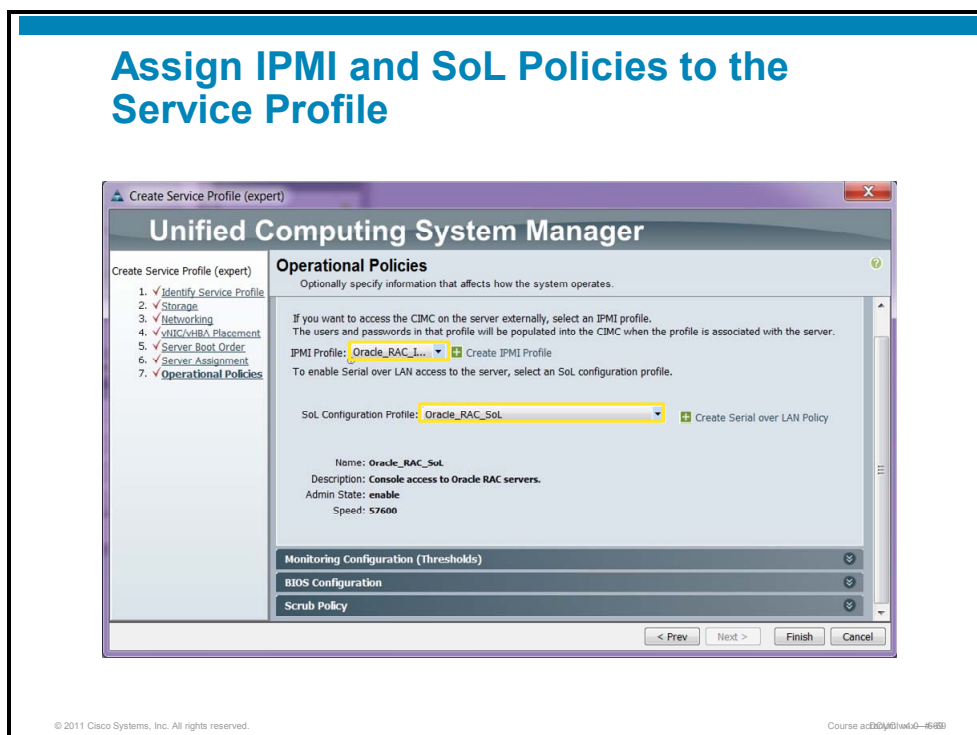 Assign IPMI and SoL Policies to the
Service Profile
Create Service Profile (expert)
Unified Computing System Manager
Create Service Profile (expert)
1. Identify Service Profile
2. Storage
3. Networking
4. vNIC/vHBA Placement
5. Server Boot Order
6. Server Assignment
7. Operational Policies
Operational Policies
Optionally specify information that affects how the system operates.
If you want to access the CIMC on the server externally, select an IPMI profile.
The users and passwords in that profile will be populated into the CIMC when the profile is associated with the server.
IPMI Profile: Oracle_RAC_I... Create IPMI Profile
To enable Serial over LAN access to the server, select an SoL configuration profile.
SoL Configuration Profile: Oracle_RAC_SoL Create Serial over LAN Policy
Name: Oracle_RAC_SoL
Description: Console access to Oracle RAC servers.
Admin State: enable
Speed: 57600
Monitoring Configuration (Thresholds)
BIOS Configuration
Scrub Policy
< Prev Next > Finish Cancel
© 2011 Cisco Systems, Inc. All rights reserved. Course